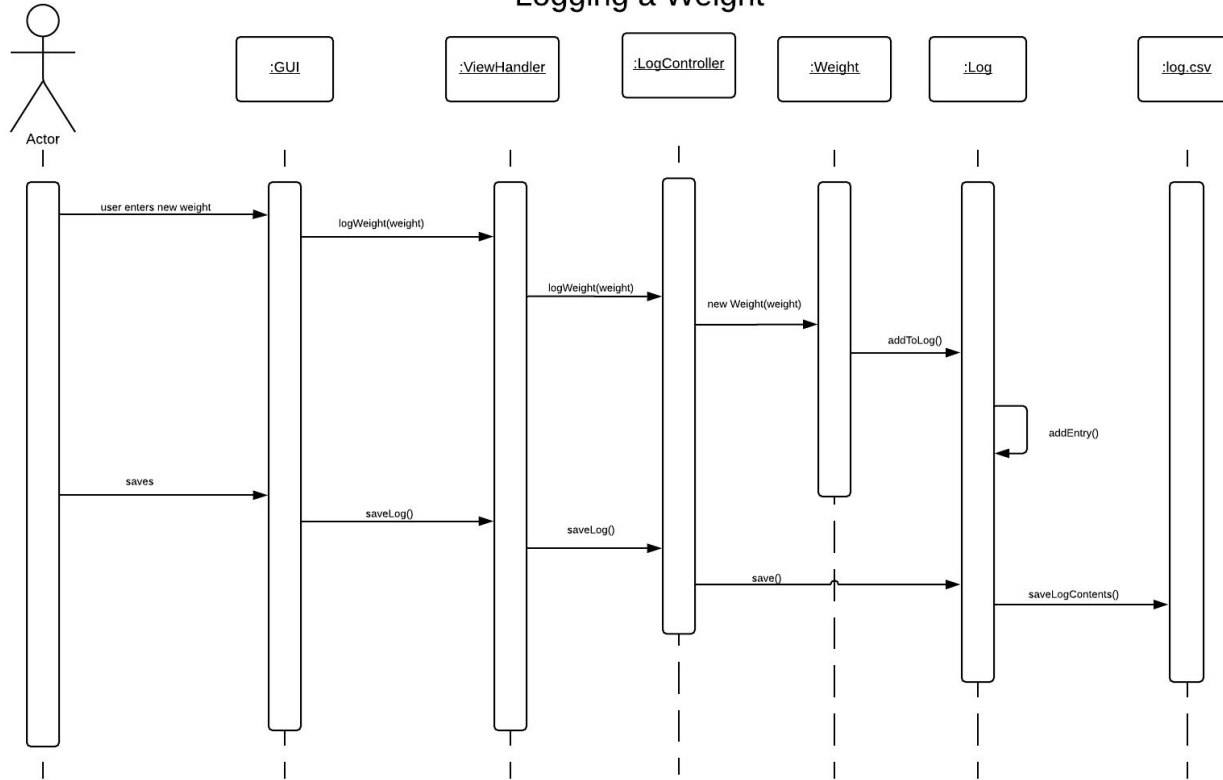 Logging a Weight
:GUI
:ViewHandler
:LogController
:Weight
:Log
:log.csv
Actor
user enters new weight
logWeight(weight)
logWeight(weight)
new Weight(weight)
addToLog()
addEntry()
saves
saveLog()
saveLog()
save()
saveLogContents()